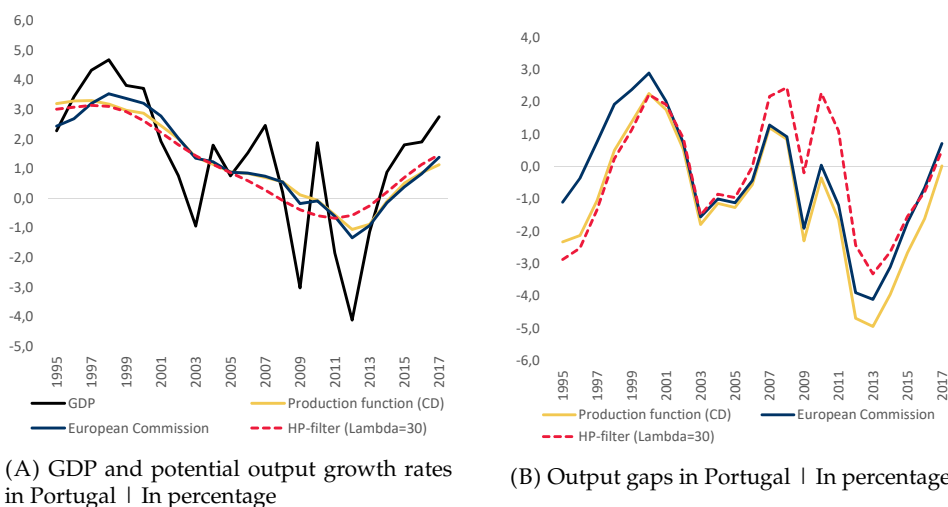 6,0
5,0
4,0
3,0
2,0
1,0
0,0
-1,0
-2,0
-3,0
-4,0
-5,0
1995 1997 1999 2001 2003 2005 2007 2009 2011 2013 2015 2017
GDP Production function (CD)
European Commission HP-filter (Lambda=30)
(A) GDP and potential output growth rates
in Portugal | In percentage
4,0
3,0
2,0
1,0
0,0
-1,0
-2,0
-3,0
-4,0
-5,0
-6,0
1995 1997 1999 2001 2003 2005 2007 2009 2011 2013 2015 2017
Production function (CD) European Commission
HP-filter (Lambda=30)
(B) Output gaps in Portugal | In percentage